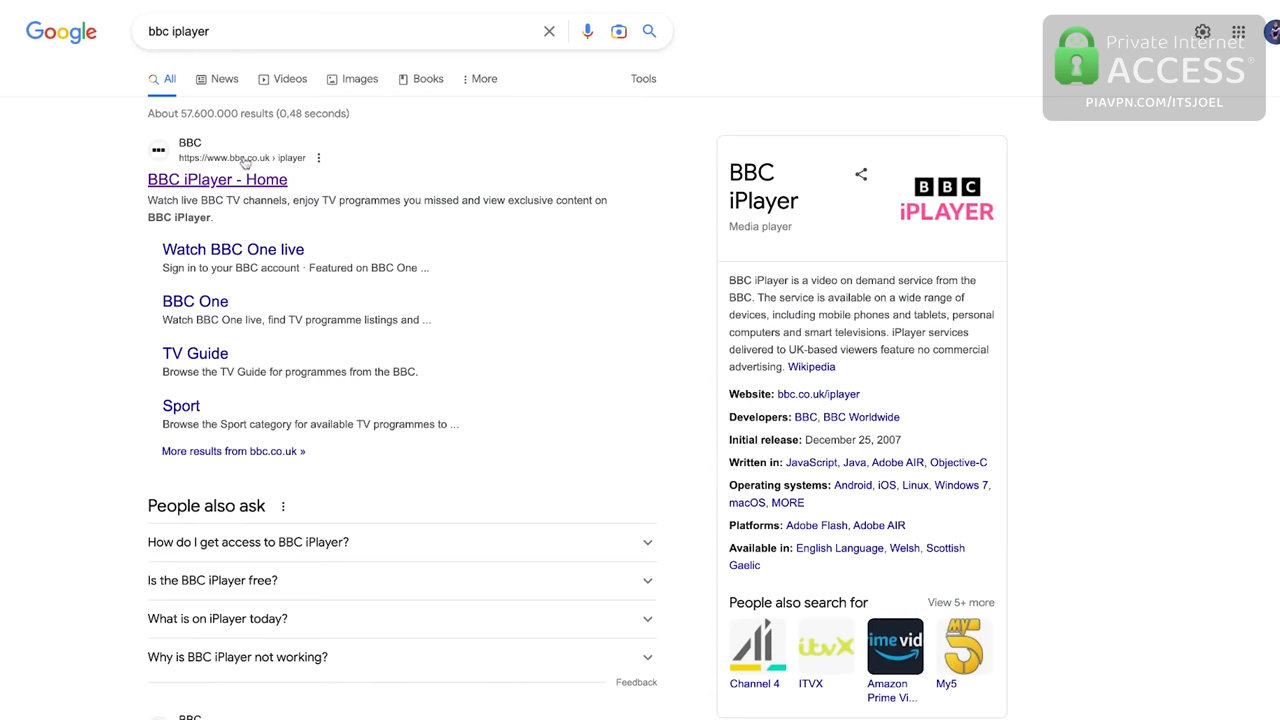 Google
bbc iplayer
Private Internet
ACCESS®
PIAVPN.COM/ITSJOEL
All
News
Videos
Images
Books
More
Tools
About 57.600.000 results (0,48 seconds)
BBC
https://www.bbc.co.uk › iplayer
BBC iPlayer - Home
Watch live BBC TV channels, enjoy TV programmes you missed and view exclusive content on
BBC iPlayer.
Watch BBC One live
Sign in to your BBC account · Featured on BBC One ...
BBC One
Watch BBC One live, find TV programme listings and ...
TV Guide
Browse the TV Guide for programmes from the BBC.
Sport
Browse the Sport category for available TV programmes to ...
More results from bbc.co.uk »
People also ask
How do I get access to BBC iPlayer?
Is the BBC iPlayer free?
What is on iPlayer today?
Why is BBC iPlayer not working?
Feedback
BBC
BBC
iPlayer
Media player
BBC
iPLAYER
BBC iPlayer is a video on demand service from the
BBC. The service is available on a wide range of
devices, including mobile phones and tablets, personal
computers and smart televisions. iPlayer services
delivered to UK-based viewers feature no commercial
advertising. Wikipedia
Website: bbc.co.uk/iplayer
Developers: BBC, BBC Worldwide
Initial release: December 25, 2007
Written in: JavaScript, Java, Adobe AIR, Objective-C
Operating systems: Android, iOS, Linux, Windows 7,
macOS, MORE
Platforms: Adobe Flash, Adobe AIR
Available in: English Language, Welsh, Scottish
Gaelic
People also search for
View 5+ more
itvX
ime vid
MY5
Channel 4
ITVX
Amazon
Prime Vi...
My5